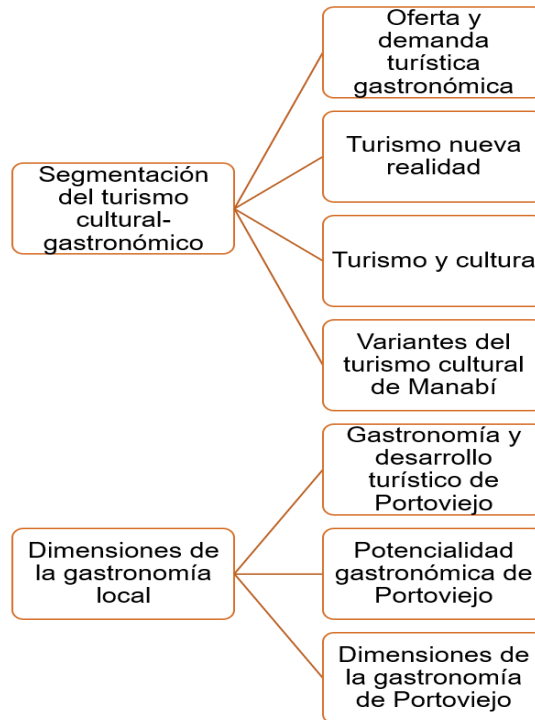 Segmentación
del turismo
cultural-
gastronómico
Oferta y
demanda
turística
gastronómica
Turismo nueva
realidad
Turismo y cultura
Variantes del
turismo cultural
de Manabí
Dimensiones de
la gastronomía
local
Gastronomía y
desarrollo
turístico de
Portoviejo
Potencialidad
gastronómica de
Portoviejo
Dimensiones de
la gastronomía
de Portoviejo